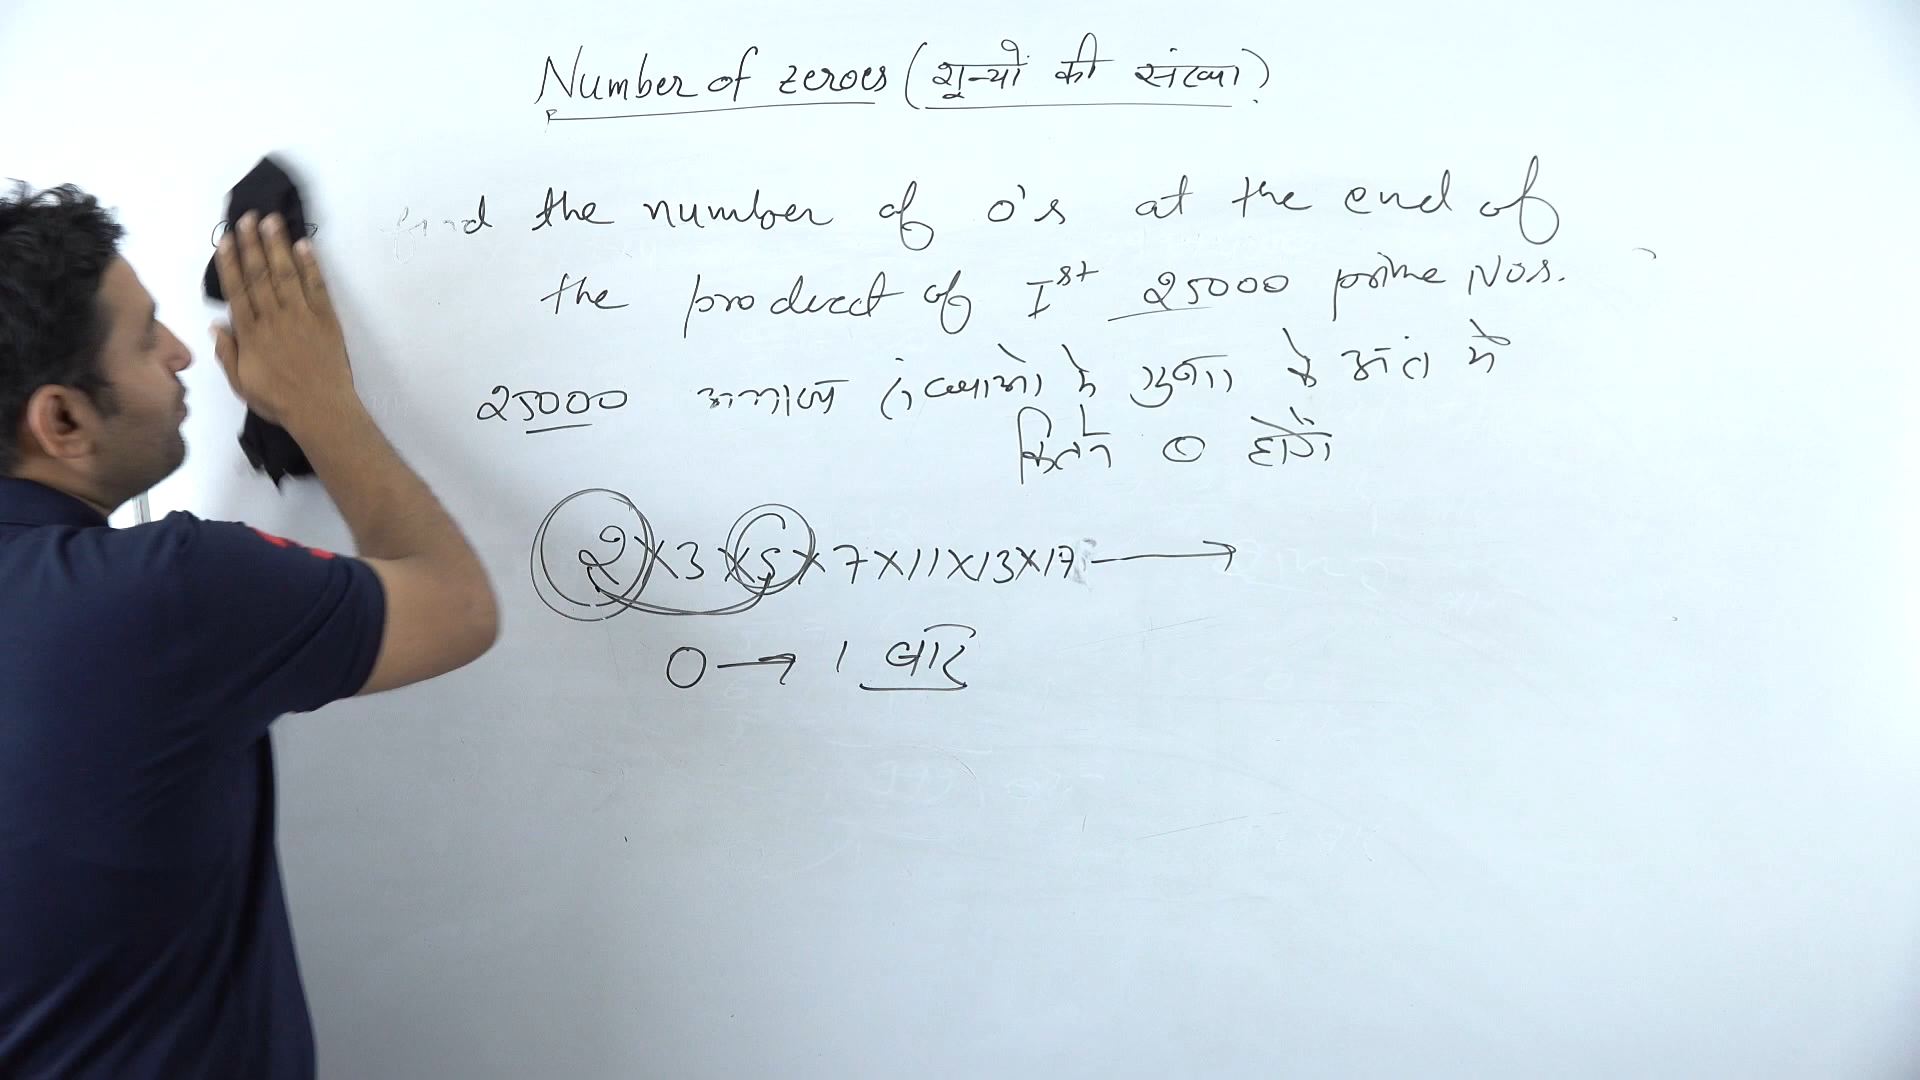 Number of zeroes (शून्यों की संख्या)
find the number of 0's at the end of
the product of Ist 25000 prime Nos.
25000 अभाज्य संख्याओं के गुणा के अंत में
कितने 0 होंगे
2×3×5×7×11×13×17→
0→1 बार